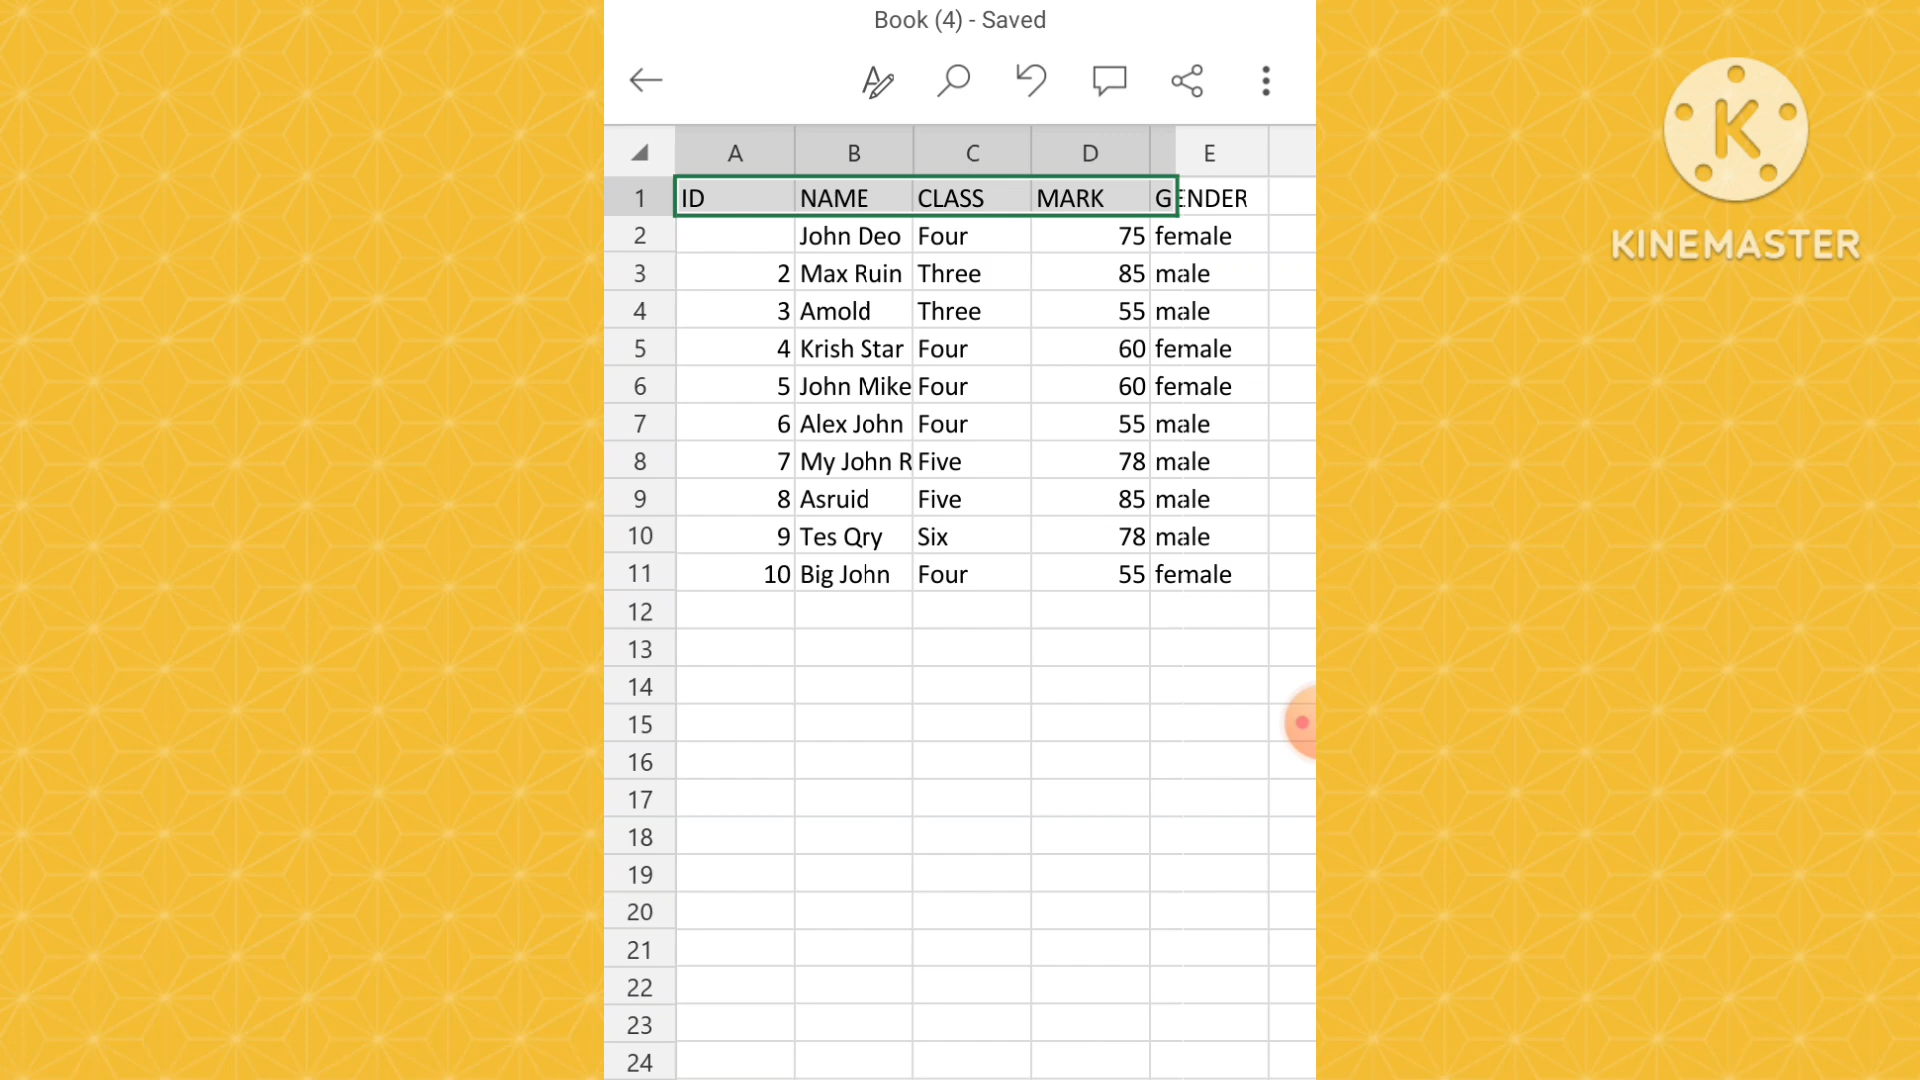 Book (4) - Saved
A B C D E
1 ID NAME CLASS MARK GENDER
2 John Deo Four 75 female
3 2 Max Ruin Three 85 male
4 3 Amold Three 55 male
5 4 Krish Star Four 60 female
6 5 John Mike Four 60 female
7 6 Alex John Four 55 male
8 7 My John R Five 78 male
9 8 Asruid Five 85 male
10 9 Tes Qry Six 78 male
11 10 Big John Four 55 female
12
13
14
15
16
17
18
19
20
21
22
23
24
K
KINEMASTER